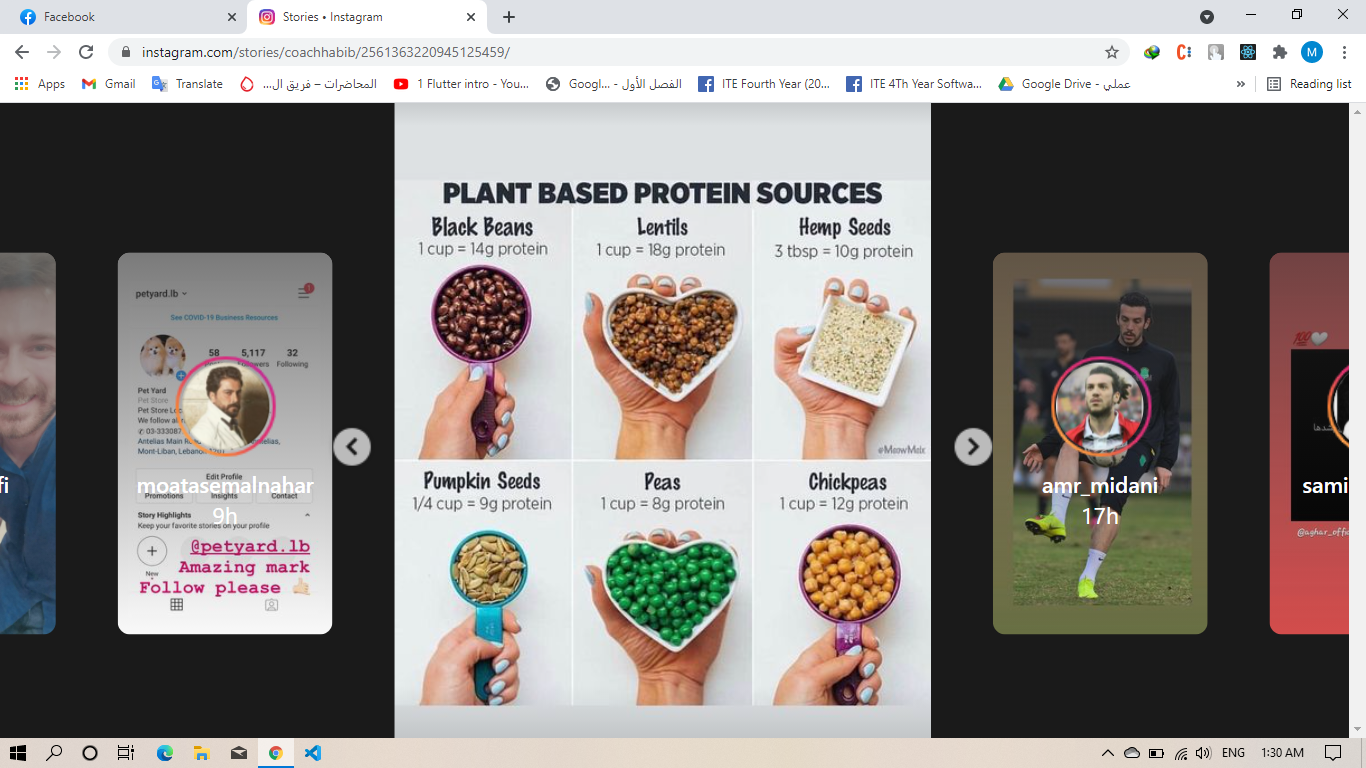 Facebook
Stories • Instagram
instagram.com/stories/coachhabib/2561363220945125459/
M
Apps
Gmail
Translate
المحاضرات – فريق ال...
1 Flutter intro - You...
الفصل الأول - Googl...
ITE Fourth Year (20...
ITE 4Th Year Softwa...
عملي - Google Drive
»
Reading list
PLANT BASED PROTEIN SOURCES
Black Beans
1 cup = 14g protein
Lentils
1 cup = 18g protein
Hemp Seeds
3 tbsp = 10g protein
@MeowMeix
Pumpkin Seeds
1/4 cup = 9g protein
Peas
1 cup = 8g protein
Chickpeas
1 cup = 12g protein
fi
petyard.lb
1
See COVID-19 Business Resources
58 5,117 32
Following
Pet Yard
Pet Store
Antelias Main
Mont-Liban,
Edit Profile
moatasemalnahar
Promotions Insights Contact
9h
Story Highlights
Keep your favorite stories on your profile
New
@petyard.lb
Amazing mark
Follow please
amr_midani
17h
💯🤍
sami
ENG
1:30 AM